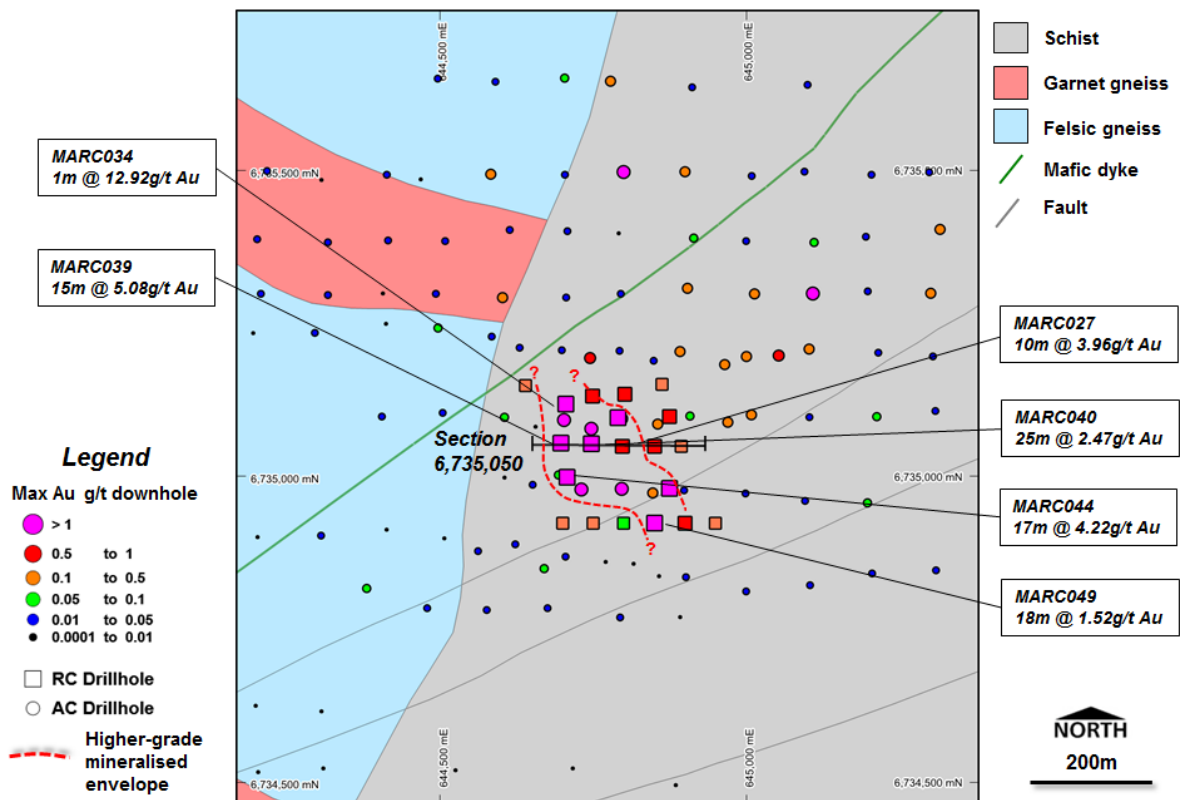 644,500 mE
645,000 mE
Schist
Garnet gneiss
Felsic gneiss
Mafic dyke
Fault
MARC034
1m @ 12.92g/t Au
6,735,500 mN
6,735,500 mN
MARC039
15m @ 5.08g/t Au
MARC027
10m @ 3.96g/t Au
?
?
MARC040
25m @ 2.47g/t Au
Section
6,735,050
6,735,000 mN
6,735,000 mN
MARC044
17m @ 4.22g/t Au
?
MARC049
18m @ 1.52g/t Au
Legend
Max Au g/t downhole
> 1
0.5 to 1
0.1 to 0.5
0.05 to 0.1
0.01 to 0.05
0.0001 to 0.01
RC Drillhole
AC Drillhole
Higher-grade
mineralised
envelope
644,500 mE
645,000 mE
6,734,500 mN
6,734,500 mN
NORTH
200m